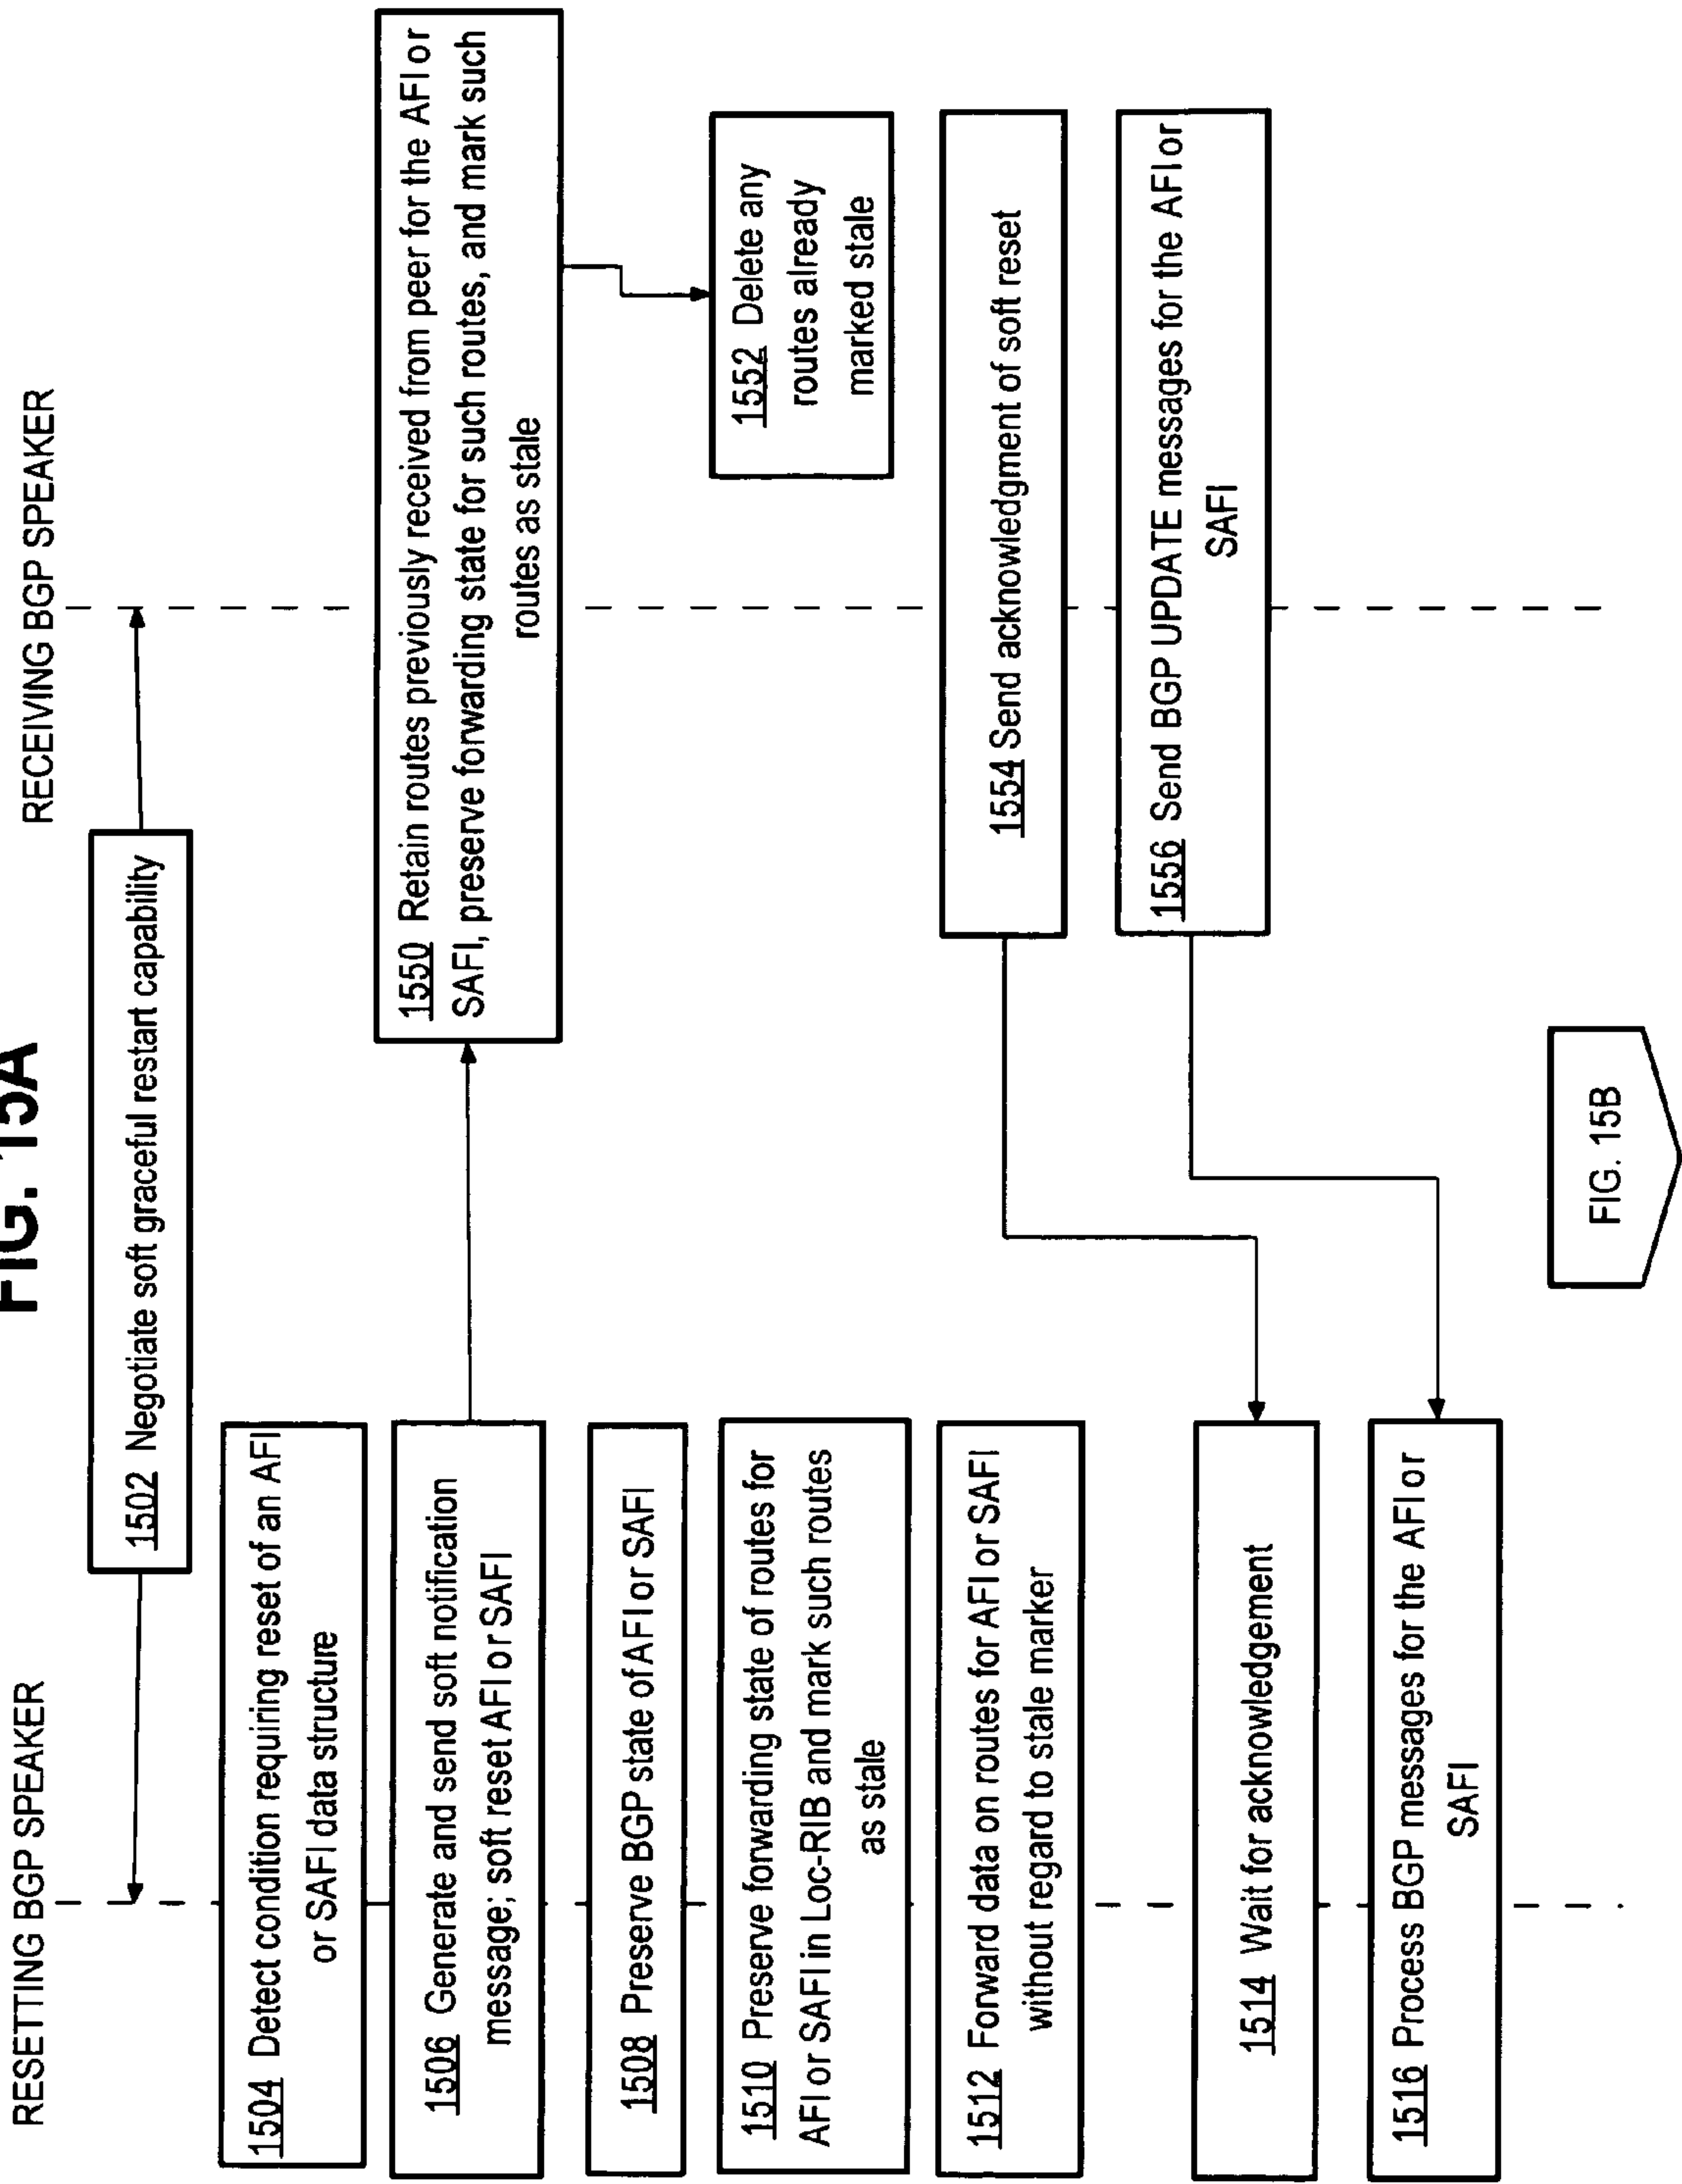 FIG. 15A
RESETTING BGP SPEAKER
RECEIVING BGP SPEAKER
1502 Negotiate soft graceful restart capability
1504 Detect condition requiring reset of an AFI
or SAFI data structure
1506 Generate and send soft notification
message; soft reset AFI or SAFI
1550 Retain routes previously received from peer for the AFI or
SAFI, preserve forwarding state for such routes, and mark such
routes as stale
1508 Preserve BGP state of AFI or SAFI
1552 Delete any
routes already
marked stale
1510 Preserve forwarding state of routes for
AFI or SAFI in Loc-RIB and mark such routes
as stale
1512 Forward data on routes for AFI or SAFI
without regard to stale marker
1554 Send acknowledgment of soft reset
1514 Wait for acknowledgement
1556 Send BGP UPDATE messages for the AFI or
SAFI
1516 Process BGP messages for the AFI or
SAFI
FIG. 15B